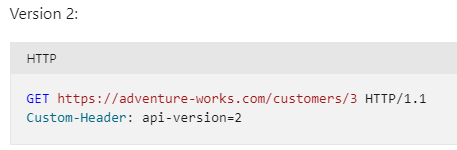 Version 2:
HTTP
GET https://adventure-works.com/customers/3 HTTP/1.1
Custom-Header: api-version=2